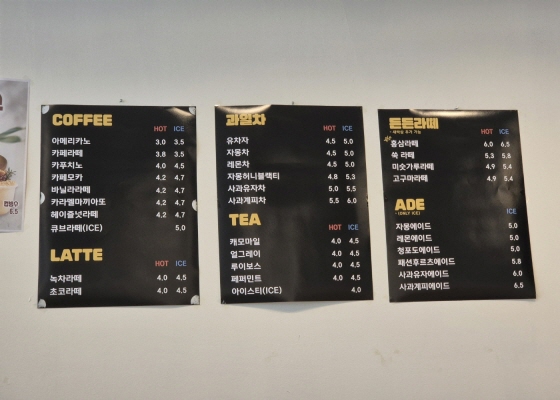 COFFEE
HOT ICE
아메리카노 3.0 3.5
카페라떼 3.8 3.5
카푸치노 4.0 4.5
카페모카 4.2 4.7
바닐라라떼 4.2 4.7
카라멜마끼아또 4.2 4.7
헤이즐넛라떼 4.2 4.7
큐브라떼(ICE) 5.0
LATTE
HOT ICE
녹차라떼 4.0 4.5
초코라떼 4.0 4.5
과일차
HOT ICE
유자차 4.5 5.0
자몽차 4.5 5.0
레몬차 4.5 5.0
자몽허니블랙티 4.8 5.3
사과유자차 5.0 5.5
사과계피차 5.5 6.0
TEA
HOT ICE
캐모마일 4.0 4.5
얼그레이 4.0 4.5
루이보스 4.0 4.5
페퍼민트 4.0 4.5
아이스티(ICE) 4.0
든든라떼
HOT ICE
홍삼라떼 6.0 6.5
쑥 라떼 5.3 5.8
미숫가루라떼 4.9 5.4
고구마라떼 4.9 5.4
ADE
(ONLY ICE)
ICE
자몽에이드 5.0
레몬에이드 5.0
청포도에이드 5.0
패션후르츠에이드 5.8
사과유자에이드 6.0
사과계피에이드 6.5